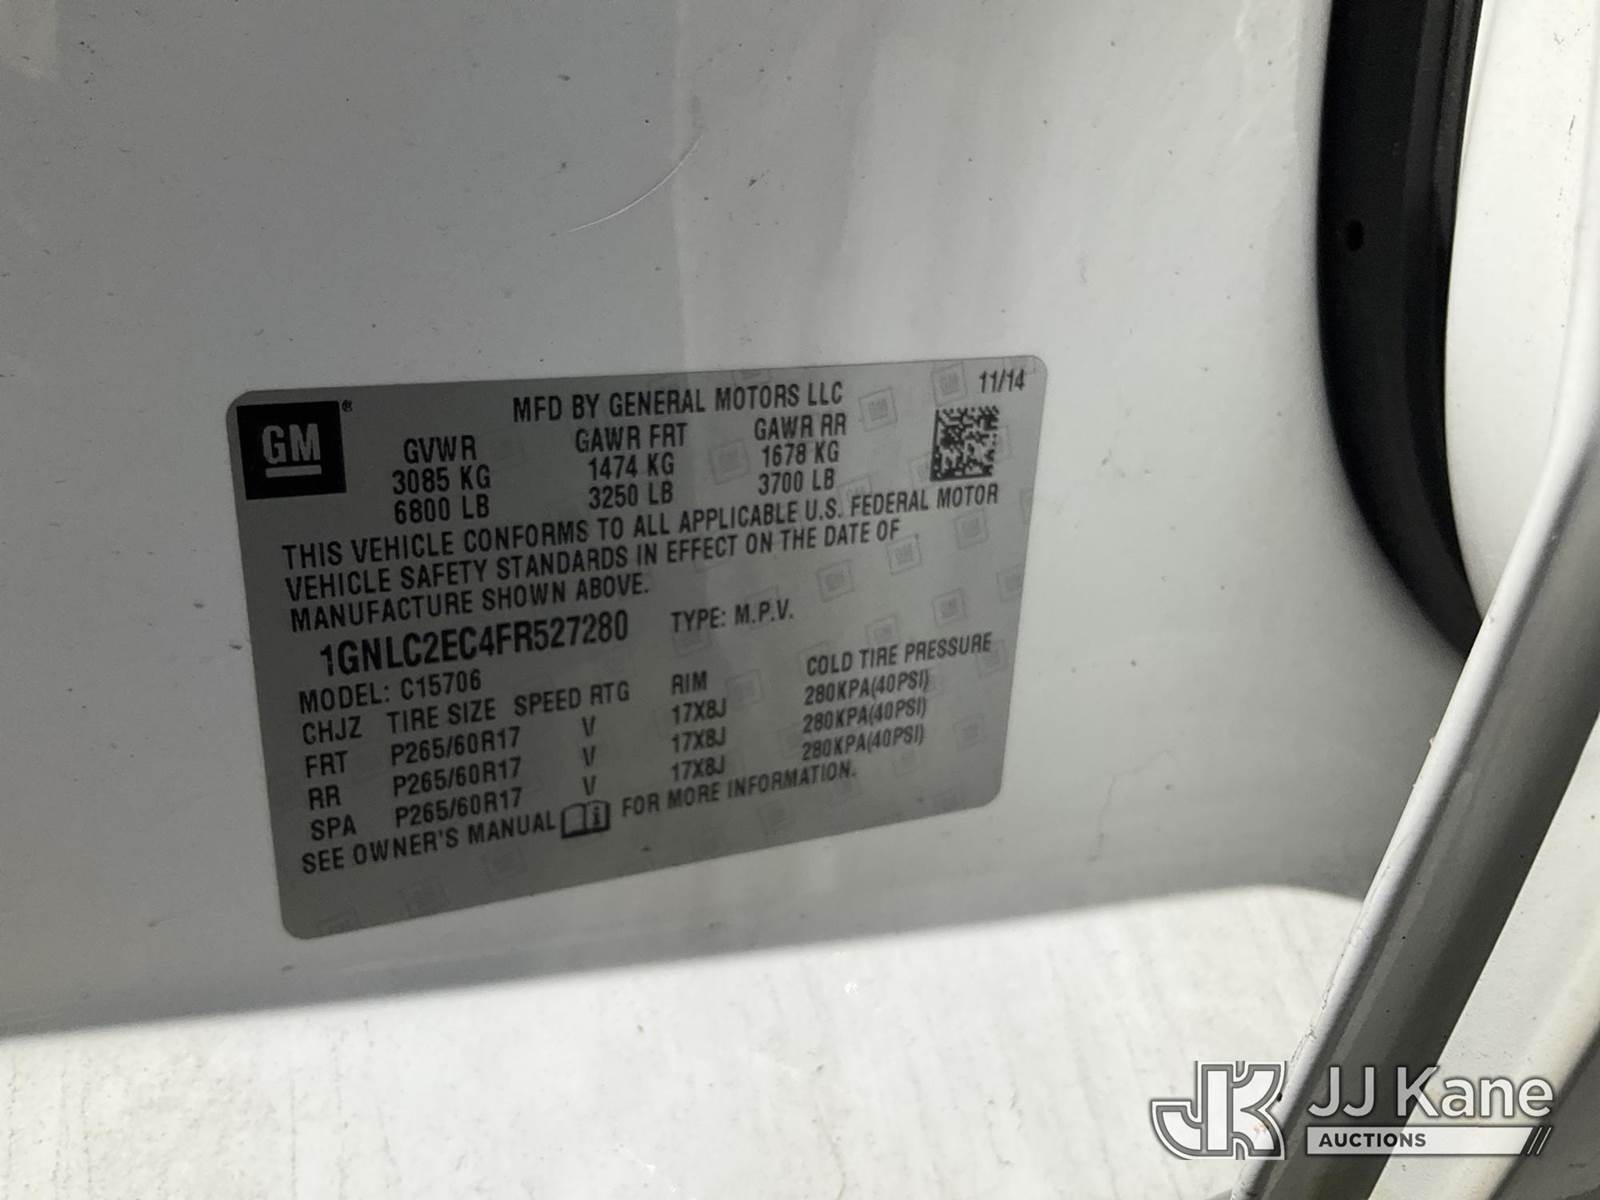 GM ®
MFD BY GENERAL MOTORS LLC 11/14
GVWR GAWR FRT GAWR RR
3085 KG 1474 KG 1678 KG
6800 LB 3250 LB 3700 LB
THIS VEHICLE CONFORMS TO ALL APPLICABLE U.S. FEDERAL MOTOR
VEHICLE SAFETY STANDARDS IN EFFECT ON THE DATE OF
MANUFACTURE SHOWN ABOVE.
1GNLC2EC4FR527280 TYPE: M.P.V.
MODEL: C15706
CHJZ TIRE SIZE SPEED RTG RIM COLD TIRE PRESSURE
FRT P265/60R17 V 17X8J 280KPA(40PSI)
RR P265/60R17 V 17X8J 280KPA(40PSI)
SPA P265/60R17 V 17X8J 280KPA(40PSI)
SEE OWNER'S MANUAL FOR MORE INFORMATION.
JK JJ Kane
AUCTIONS